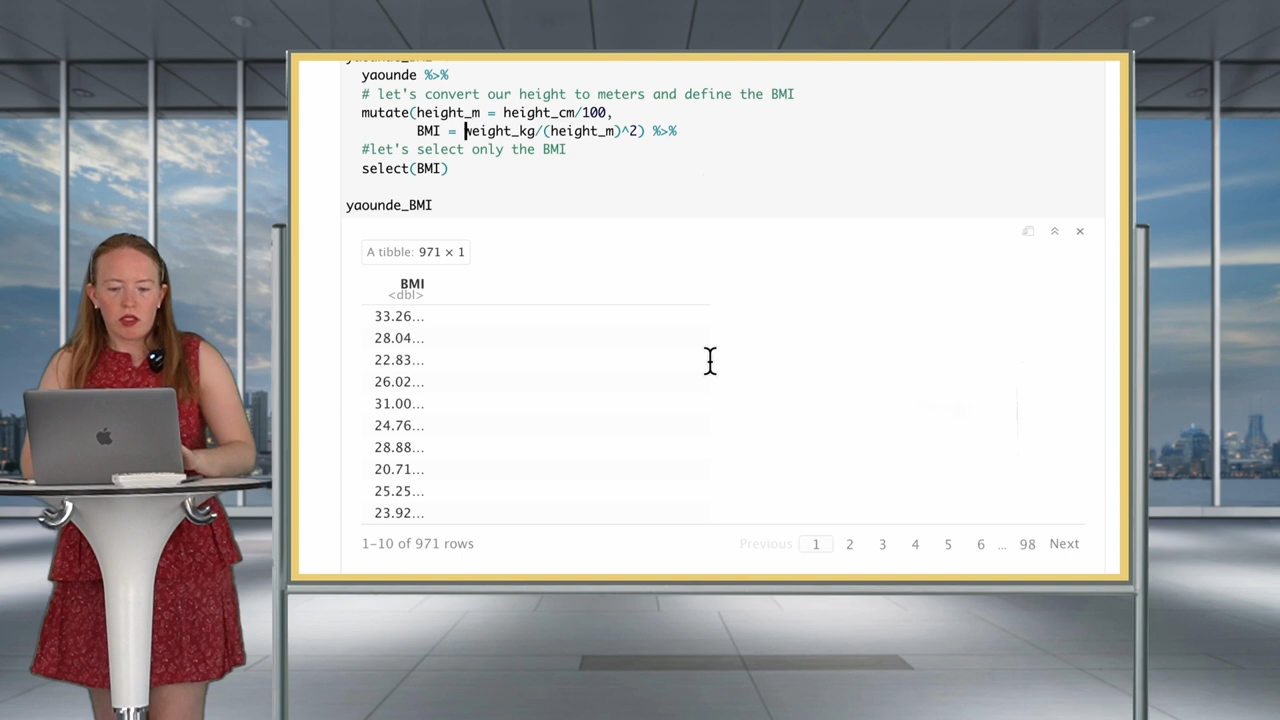 yaounde_BMI
yaounde %>%
# let's convert our height to meters and define the BMI
mutate(height_m = height_cm/100,
BMI = weight_kg/(height_m)^2) %>%
#let's select only the BMI
select(BMI)
yaounde_BMI
A tibble: 971 × 1
BMI
<dbl>
33.26...
28.04...
22.83...
26.02...
31.00...
24.76...
28.88...
20.71...
25.25...
23.92...
1-10 of 971 rows
Previous 1 2 3 4 5 6 ... 98 Next